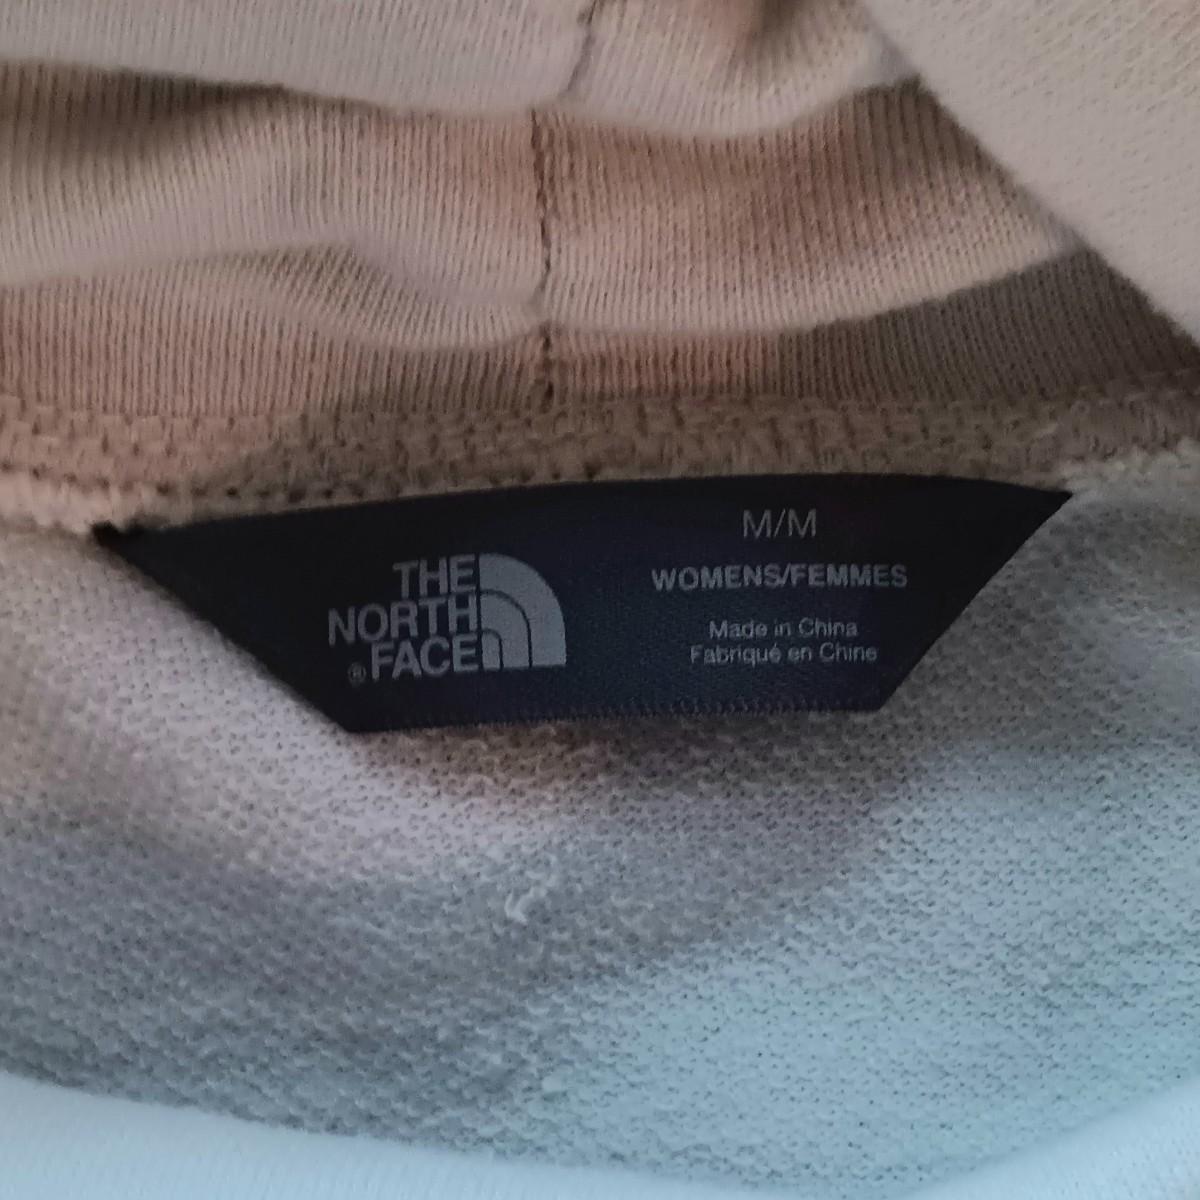 THE
NORTH
®FACE
M/M
WOMENS/FEMMES
Made in China
Fabriqué en Chine